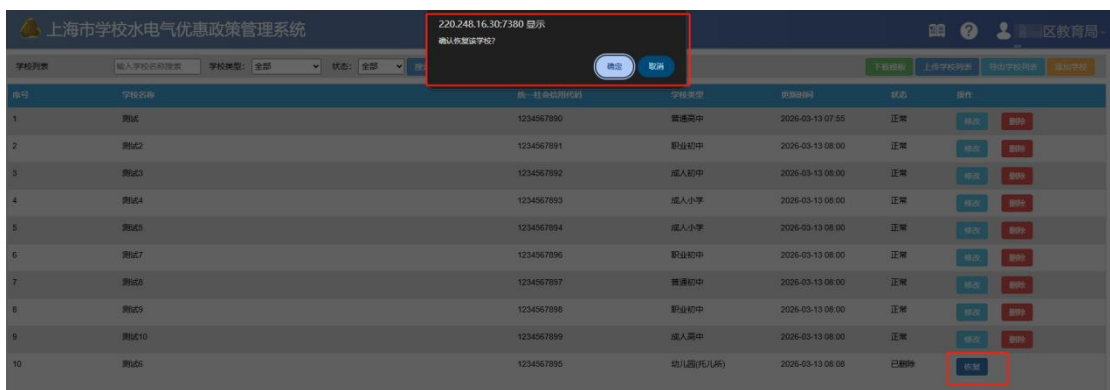 上海市学校水电气优惠政策管理系统
220.248.16.30:7380 显示
确认恢复该学校?
确定 取消
区教育局
学校列表 输入学校名称搜索 学校类型: 全部 状态: 全部 下载模板 上传学校列表 导出学校列表 添加学校
序号 学校名称 统一社会信用代码 学校类型 更新时间 状态 操作
1 测试 1234567890 普通高中 2026-03-13 07:55 正常 修改 删除
2 测试2 1234567891 职业初中 2026-03-13 08:00 正常 修改 删除
3 测试3 1234567892 成人初中 2026-03-13 08:00 正常 修改 删除
4 测试4 1234567893 成人小学 2026-03-13 08:00 正常 修改 删除
5 测试5 1234567894 成人小学 2026-03-13 08:00 正常 修改 删除
6 测试7 1234567896 职业初中 2026-03-13 08:00 正常 修改 删除
7 测试8 1234567897 普通初中 2026-03-13 08:00 正常 修改 删除
8 测试9 1234567898 职业初中 2026-03-13 08:00 正常 修改 删除
9 测试10 1234567899 成人高中 2026-03-13 08:00 正常 修改 删除
10 测试6 1234567895 幼儿园(托儿所) 2026-03-13 08:08 已删除 恢复